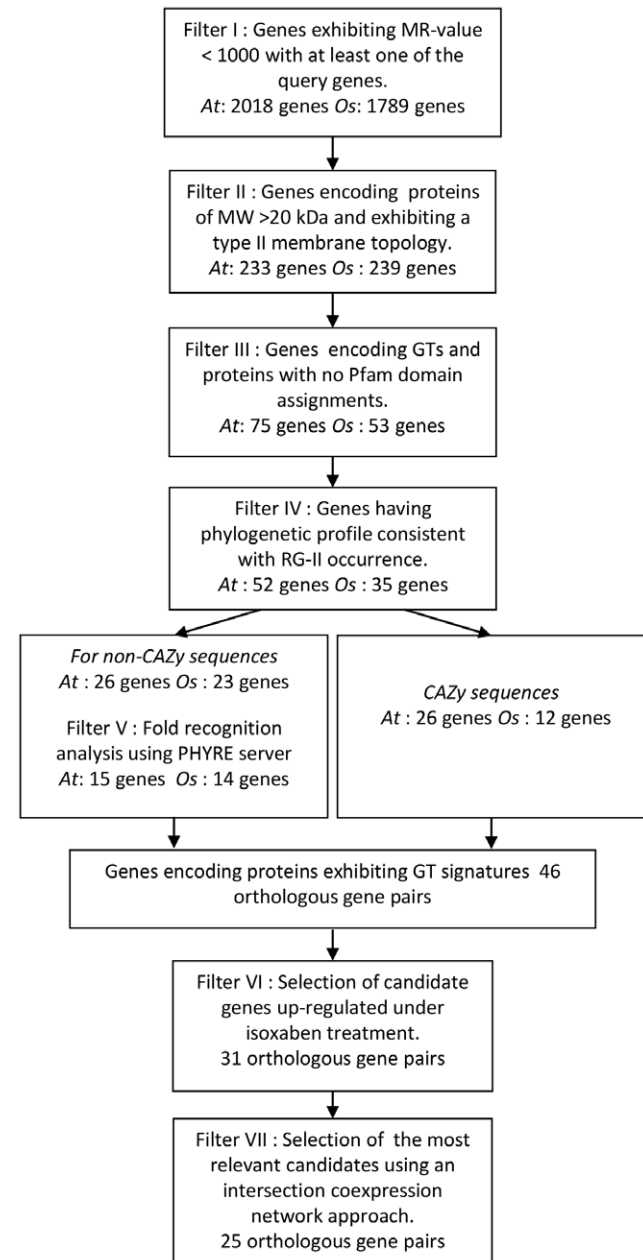 Filter I : Genes exhibiting MR-value
< 1000 with at least one of the
query genes.
At: 2018 genes Os: 1789 genes
Filter II : Genes encoding proteins
of MW >20 kDa and exhibiting a
type II membrane topology.
At: 233 genes Os : 239 genes
Filter III : Genes encoding GTs and
proteins with no Pfam domain
assignments.
At: 75 genes Os : 53 genes
Filter IV : Genes having
phylogenetic profile consistent
with RG-II occurrence.
At : 52 genes Os : 35 genes
For non-CAZy sequences
At : 26 genes Os : 23 genes
Filter V : Fold recognition
analysis using PHYRE server
At: 15 genes Os : 14 genes
CAZy sequences
At : 26 genes Os : 12 genes
Genes encoding proteins exhibiting GT signatures 46
orthologous gene pairs
Filter VI : Selection of candidate
genes up-regulated under
isoxaben treatment.
31 orthologous gene pairs
Filter VII : Selection of the most
relevant candidates using an
intersection coexpression
network approach.
25 orthologous gene pairs